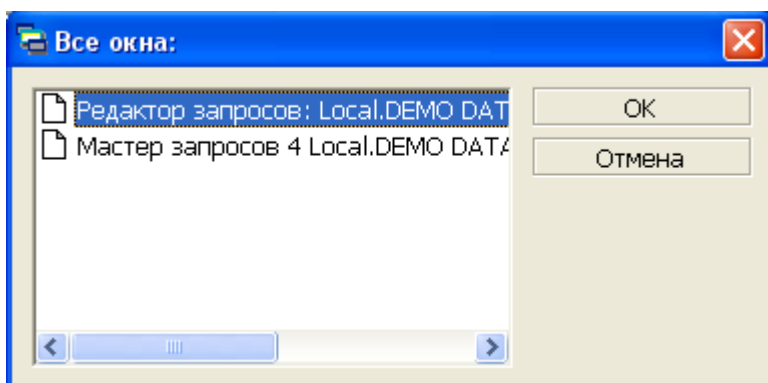 Все окна:
Редактор запросов: Local.DEMO DAT
OK
Мастер запросов 4 Local.DEMO DATA
Отмена